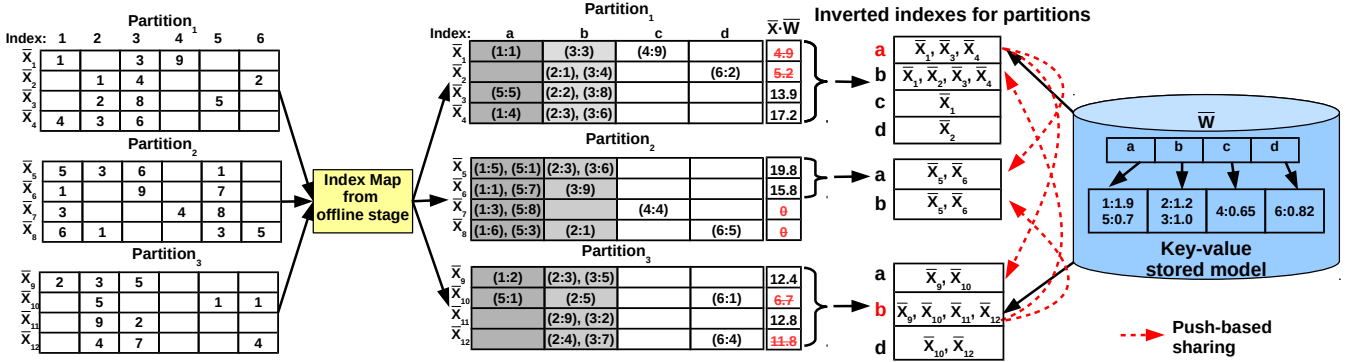 Partition1
Index: 1 2 3 4 5 6
X̄1 1 3 9
X̄2 1 4 2
X̄3 2 8 5
X̄4 4 3 6
Partition2
X̄5 5 3 6 1
X̄6 1 9 7
X̄7 3 4 8
X̄8 6 1 3 5
Partition3
X̄9 2 3 5
X̄10 5 1 1
X̄11 9 2
X̄12 4 7 4
Index Map
from
offline stage
Partition1
Index: a b c d X̄·W̄
X̄1 (1:1) (3:3) (4:9) 4.9
X̄2 (2:1), (3:4) (6:2) 5.2
X̄3 (5:5) (2:2), (3:8) 13.9
X̄4 (1:4) (2:3), (3:6) 17.2
Partition2
X̄5 (1:5), (5:1) (2:3), (3:6) 19.8
X̄6 (1:1), (5:7) (3:9) 15.8
X̄7 (1:3), (5:8) (4:4) 0
X̄8 (1:6), (5:3) (2:1) (6:5) 0
Partition3
X̄9 (1:2) (2:3), (3:5) 12.4
X̄10 (5:1) (2:5) (6:1) 6.7
X̄11 (2:9), (3:2) 12.8
X̄12 (2:4), (3:7) (6:4) 11.8
Inverted indexes for partitions
a X̄1, X̄3, X̄4
b X̄1, X̄2, X̄3, X̄4
c X̄1
d X̄2
a X̄5, X̄6
b X̄5, X̄6
a X̄9, X̄10
b X̄9, X̄10, X̄11, X̄12
d X̄10, X̄12
W̄
a b c d
1:1.9 2:1.2 4:0.65 6:0.82
5:0.7 3:1.0
Key-value
stored model
Push-based
sharing